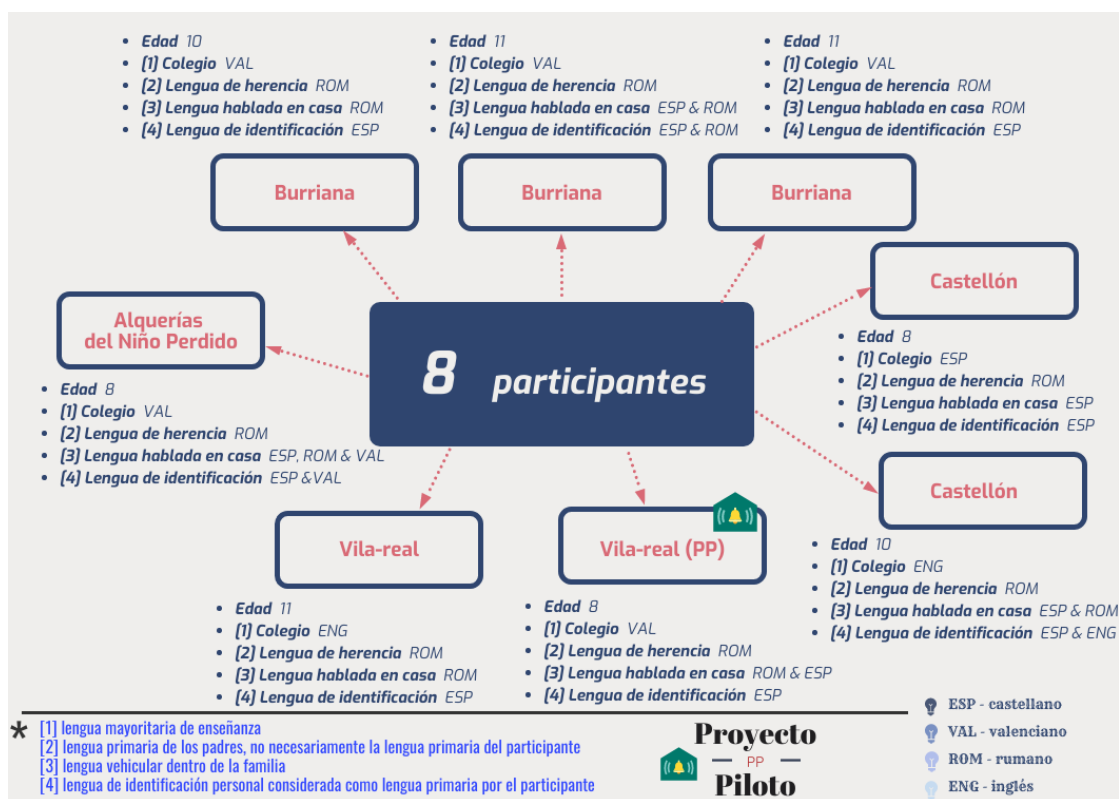 • Edad 10
• [1] Colegio VAL
• [2] Lengua de herencia ROM
• [3] Lengua hablada en casa ROM
• [4] Lengua de identificación ESP
Burriana
• Edad 11
• [1] Colegio VAL
• [2] Lengua de herencia ROM
• [3] Lengua hablada en casa ESP & ROM
• [4] Lengua de identificación ESP & ROM
Burriana
• Edad 11
• [1] Colegio VAL
• [2] Lengua de herencia ROM
• [3] Lengua hablada en casa ROM
• [4] Lengua de identificación ESP
Burriana
Alquerías
del Niño Perdido
• Edad 8
• [1] Colegio VAL
• [2] Lengua de herencia ROM
• [3] Lengua hablada en casa ESP, ROM & VAL
• [4] Lengua de identificación ESP &VAL
8 participantes
Castellón
• Edad 8
• [1] Colegio ESP
• [2] Lengua de herencia ROM
• [3] Lengua hablada en casa ESP
• [4] Lengua de identificación ESP
Castellón
• Edad 10
• [1] Colegio ENG
• [2] Lengua de herencia ROM
• [3] Lengua hablada en casa ESP & ROM
• [4] Lengua de identificación ESP & ENG
Vila-real
• Edad 11
• [1] Colegio ENG
• [2] Lengua de herencia ROM
• [3] Lengua hablada en casa ROM
• [4] Lengua de identificación ESP
Vila-real (PP)
• Edad 8
• [1] Colegio VAL
• [2] Lengua de herencia ROM
• [3] Lengua hablada en casa ROM & ESP
• [4] Lengua de identificación ESP
* [1] lengua mayoritaria de enseñanza
[2] lengua primaria de los padres, no necesariamente la lengua primaria del participante
[3] lengua vehicular dentro de la familia
[4] lengua de identificación personal considerada como lengua primaria por el participante
Proyecto
PP
Piloto
ESP - castellano
VAL - valenciano
ROM - rumano
ENG - inglés